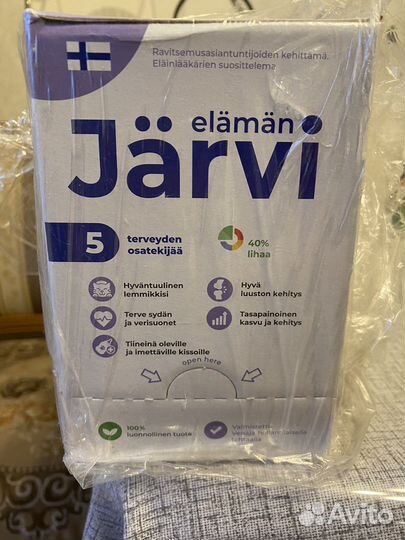 Ravitsemusasiantuntijoiden kehittämä.
Eläinlääkärien suosittelema
elämän
Järvi
5 terveyden osatekijää
40% lihaa
Hyväntuulinen lemmikkisi
Hyvä luuston kehitys
Terve sydän ja verisuonet
Tasapainoinen kasvu ja kehitys
Tiineinä oleville ja imettäville kissoille
open here
100% luonnollinen tuote
Valmistettu
Avito